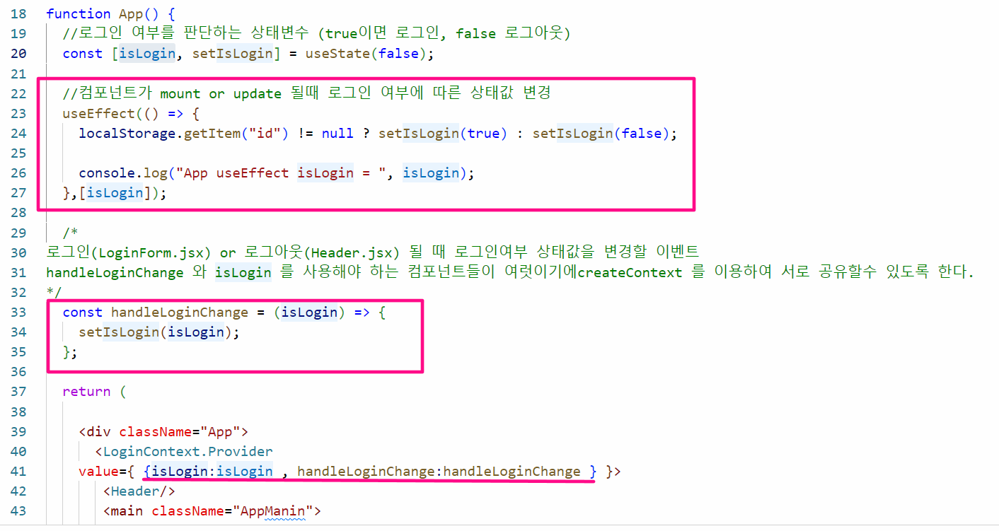 18 function App() {
19 //로그인 여부를 판단하는 상태변수 (true이면 로그인, false 로그아웃)
20 const [isLogin, setIsLogin] = useState(false);
21
22 //컴포넌트가 mount or update 될때 로그인 여부에 따른 상태값 변경
23 useEffect(() => {
24 localStorage.getItem("id") != null ? setIsLogin(true) : setIsLogin(false);
25
26 console.log("App useEffect isLogin = ", isLogin);
27 },[isLogin]);
28
29 /*
30 로그인(LoginForm.jsx) or 로그아웃(Header.jsx) 될 때 로그인여부 상태값을 변경할 이벤트
31 handleLoginChange 와 isLogin 를 사용해야 하는 컴포넌트들이 여럿이기에createContext 를 이용하여 서로 공유할수 있도록 한다.
32 */
33 const handleLoginChange = (isLogin) => {
34 setIsLogin(isLogin);
35 };
36
37 return (
38
39 <div className="App">
40 <LoginContext.Provider
41 value={ {isLogin:isLogin , handleLoginChange:handleLoginChange } }>
42 <Header/>
43 <main className="AppManin">